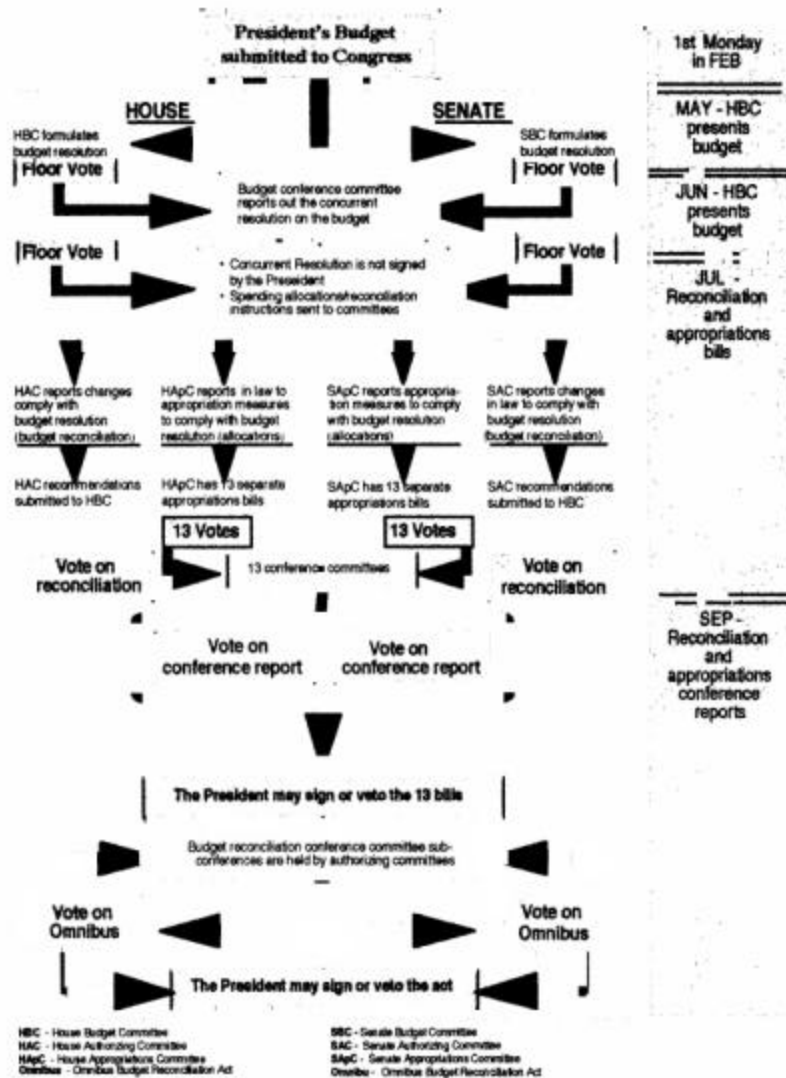 President's Budget
submitted to Congress
HOUSE
SENATE
HBC formulates
budget resolution
SBC formulates
budget resolution
Floor Vote
Floor Vote
Budget conference committee
reports out the concurrent
resolution on the budget
Floor Vote
Floor Vote
• Concurrent Resolution is not signed
by the Preseident
• Spending allocations/reconciliation
instructions sent to committees
HAC reports changes
comply with
budget resolution
(budget reconciliation)
HApC reports in law to
appropriation measures
to comply with budget
resolution (allocations)
SApC reports appropria-
tion measures to comply
with budget resolution
(allocations)
SAC reports changes
in law to comply with
budget resolution
(budget reconciliation)
HAC recommendations
submitted to HBC
HApC has 13 separate
appropriations bills
SApC has 13 seperate
appropriations bills
SAC recommendations
submitted to HBC
13 Votes
13 Votes
Vote on
reconciliation
13 conference committees
Vote on
reconciliation
Vote on
conference report
Vote on
conference report
The President may sign or veto the 13 bills
Budget reconciliation conference committee sub-
conferences are held by authorizing committees
Vote on
Omnibus
Vote on
Omnibus
The President may sign or veto the act
HBC - House Budget Committee
HAC - House Authorizing Committee
HApC - House Appropriations Committee
Omnibus - Omnibus Budget Reconciliation Act
SBC - Senate Budget Committee
SAC - Senate Authorizing Committee
SApC - Senate Appropriations Committee
Omnibu - Omnibus Budget Reconciliation Act
1st Monday
in FEB
MAY - HBC
presents
budget
JUN - HBC
presents
budget
JUL -
Reconciliation
and
appropriations
bills
SEP -
Reconciliation
and
appropriations
conference
reports